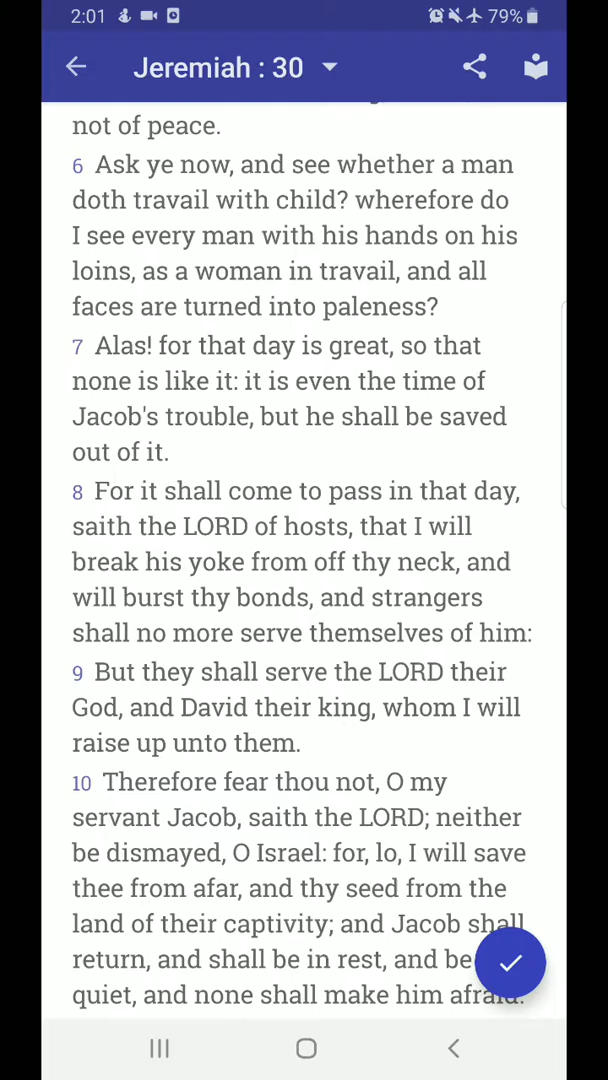 2:01
79%
Jeremiah : 30
not of peace.
6 Ask ye now, and see whether a man
doth travail with child? wherefore do
I see every man with his hands on his
loins, as a woman in travail, and all
faces are turned into paleness?
7 Alas! for that day is great, so that
none is like it: it is even the time of
Jacob's trouble, but he shall be saved
out of it.
8 For it shall come to pass in that day,
saith the LORD of hosts, that I will
break his yoke from off thy neck, and
will burst thy bonds, and strangers
shall no more serve themselves of him:
9 But they shall serve the LORD their
God, and David their king, whom I will
raise up unto them.
10 Therefore fear thou not, O my
servant Jacob, saith the LORD; neither
be dismayed, O Israel: for, lo, I will save
thee from afar, and thy seed from the
land of their captivity; and Jacob shall
return, and shall be in rest, and be
quiet, and none shall make him afraid.